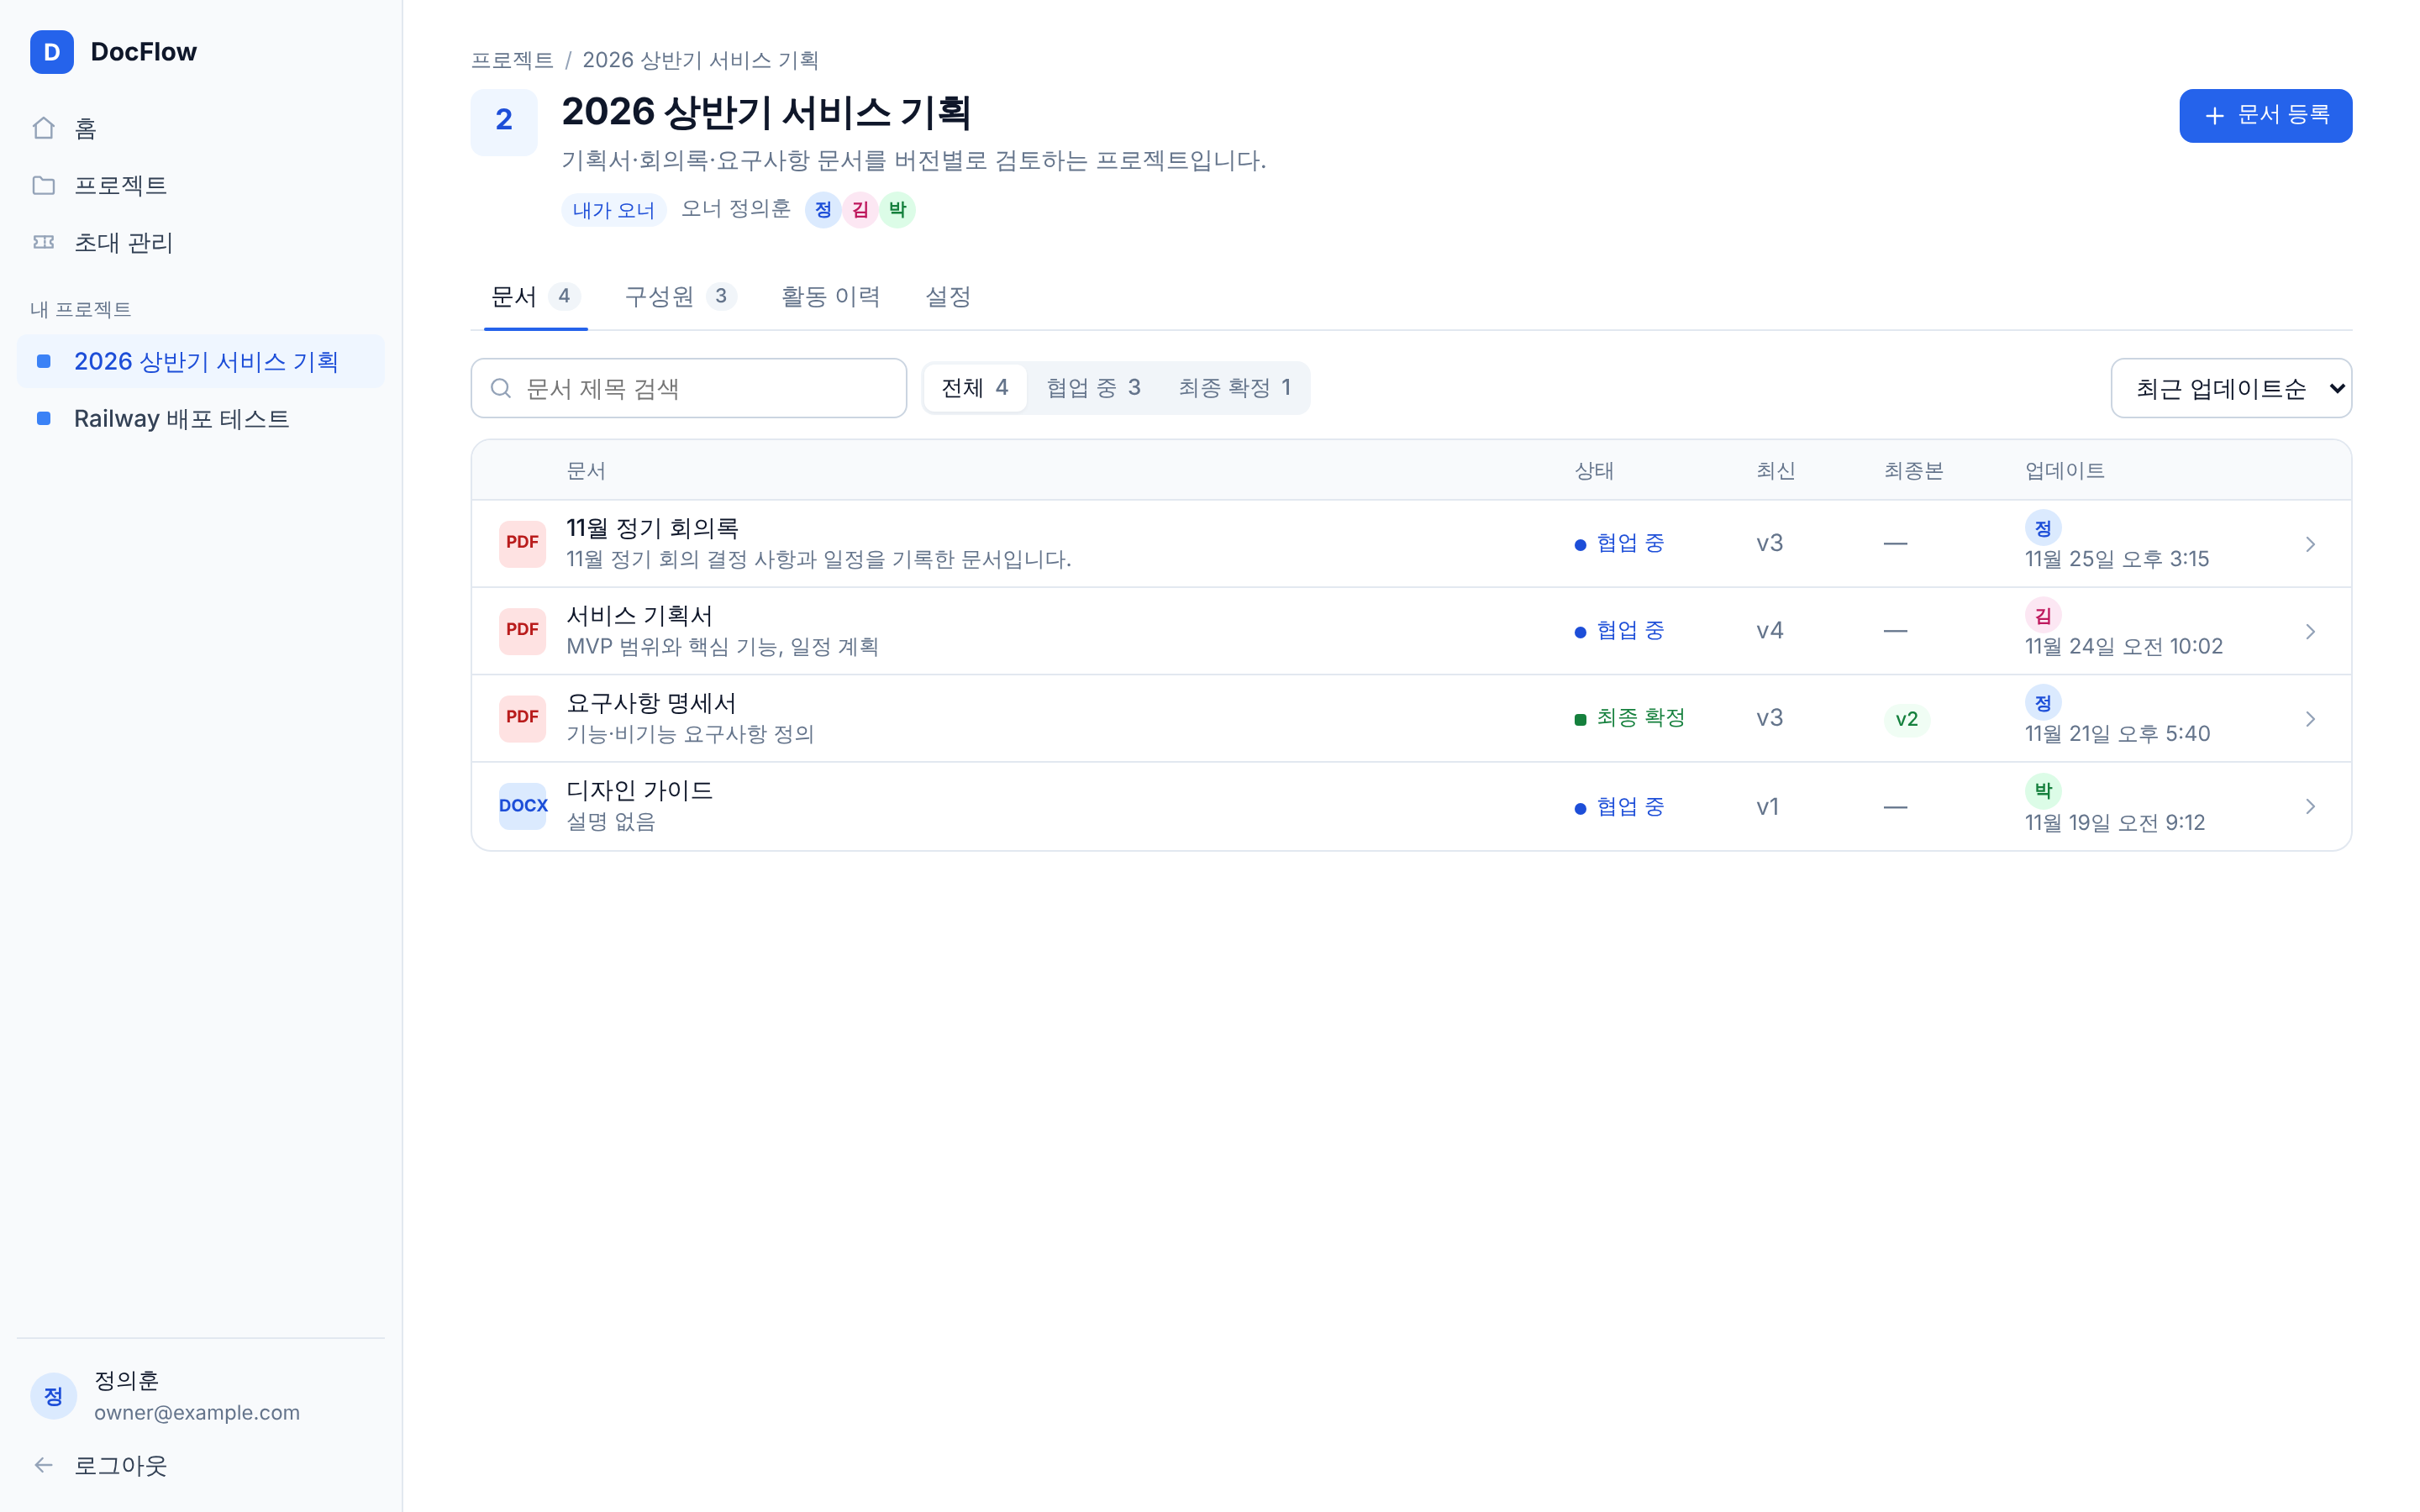 D DocFlow
홈
프로젝트
초대 관리
내 프로젝트
2026 상반기 서비스 기획
Railway 배포 테스트
정
정의훈
owner@example.com
로그아웃
프로젝트 / 2026 상반기 서비스 기획
2
2026 상반기 서비스 기획
기획서·회의록·요구사항 문서를 버전별로 검토하는 프로젝트입니다.
내가 오너 오너 정의훈 정 김 박
+ 문서 등록
문서 4 구성원 3 활동 이력 설정
문서 제목 검색 전체 4 협업 중 3 최종 확정 1 최근 업데이트순
문서 상태 최신 최종본 업데이트
PDF
11월 정기 회의록
11월 정기 회의 결정 사항과 일정을 기록한 문서입니다.
협업 중 v3 —
정
11월 25일 오후 3:15
PDF
서비스 기획서
MVP 범위와 핵심 기능, 일정 계획
협업 중 v4 —
김
11월 24일 오전 10:02
PDF
요구사항 명세서
기능·비기능 요구사항 정의
최종 확정 v3 v2
정
11월 21일 오후 5:40
DOCX
디자인 가이드
설명 없음
협업 중 v1 —
박
11월 19일 오전 9:12